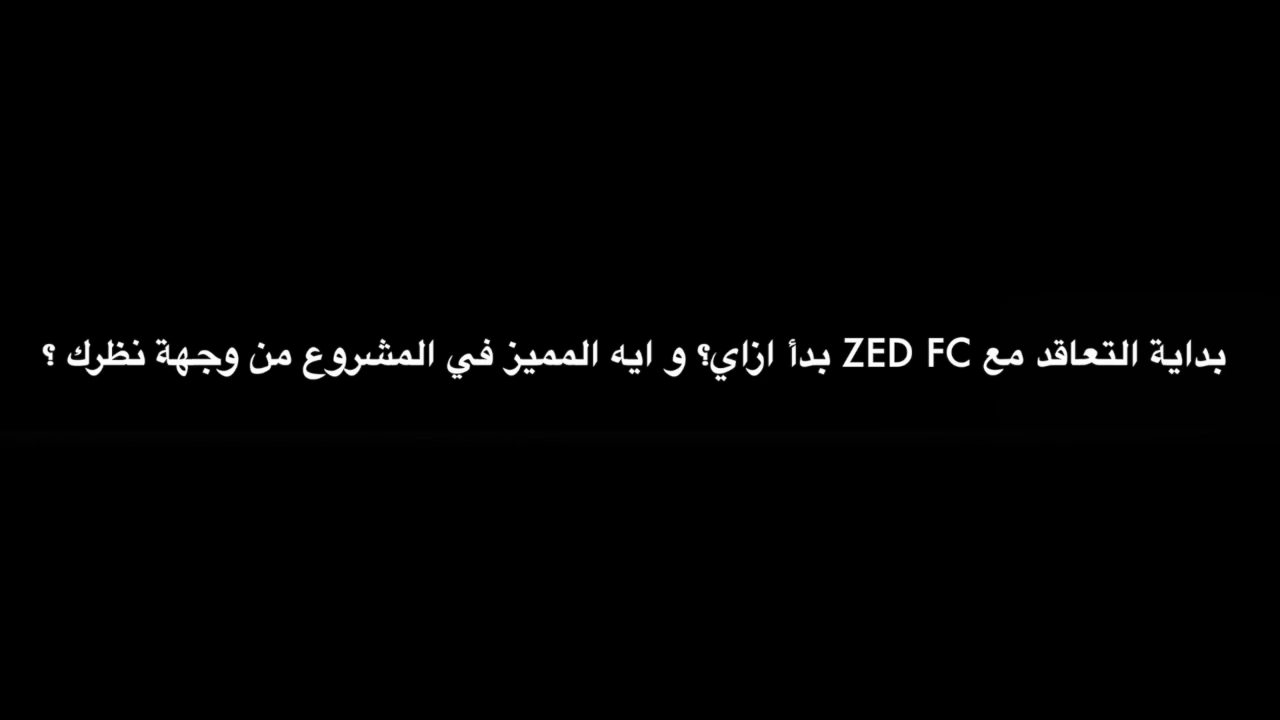 بداية التعاقد مع ZED FC بدأ ازاي؟ و ايه المميز في المشروع من وجهة نظرك ؟